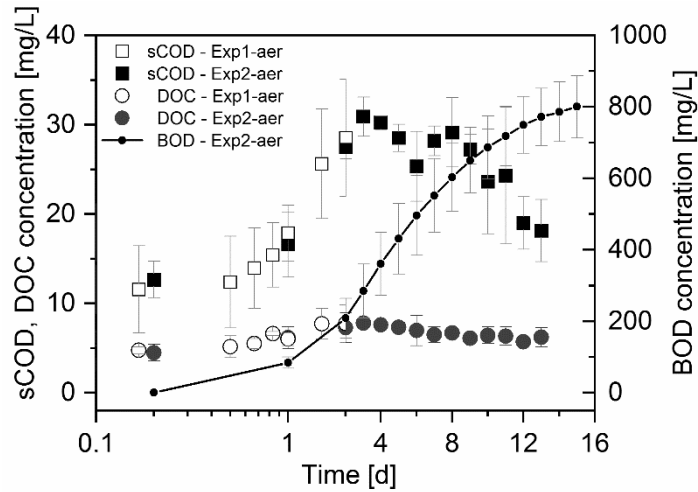 40
30
20
10
0
sCOD, DOC concentration [mg/L]
sCOD - Exp1-aer
sCOD - Exp2-aer
DOC - Exp1-aer
DOC - Exp2-aer
BOD - Exp2-aer
1000
800
600
400
200
0
BOD concentration [mg/L]
0.1 1 4 8 12 16
Time [d]